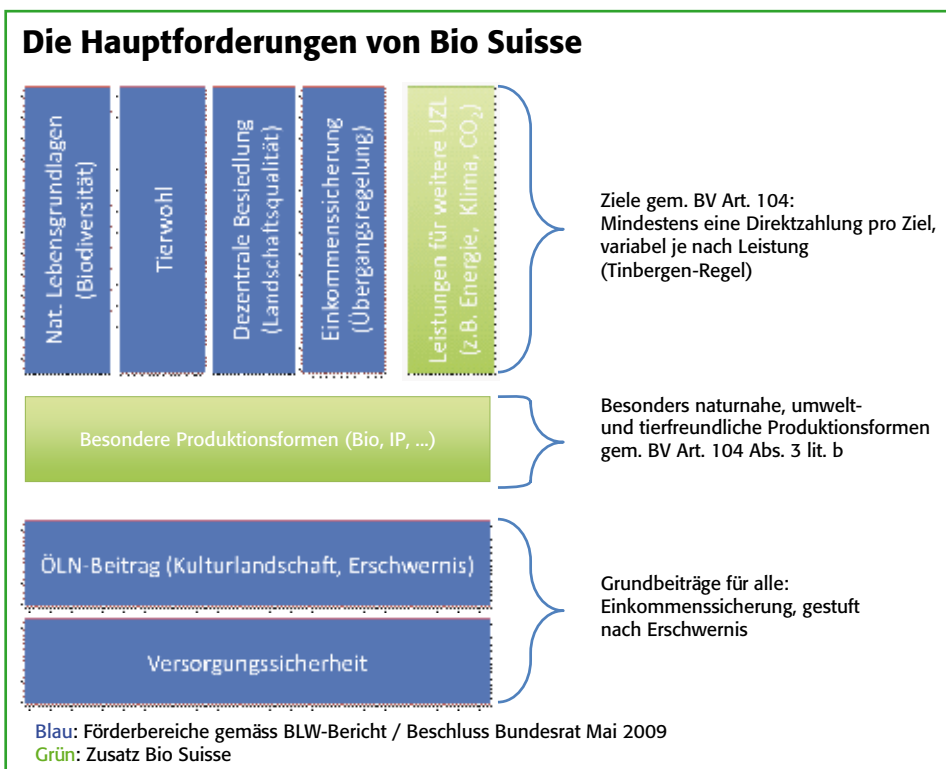 Die Hauptforderungen von Bio Suisse
Nat. Lebensgrundlagen
(Biodiversität)
Tierwohl
Dezentrale Besiedlung
(Landschaftsqualität)
Einkommenssicherung
(Übergangsregelung)
Leistungen für weitere UZL
(z.B. Energie, Klima, CO₂)
Ziele gem. BV Art. 104:
Mindestens eine Direktzahlung pro Ziel,
variabel je nach Leistung
(Tinbergen-Regel)
Besondere Produktionsformen (Bio, IP, ...)
Besonders naturnahe, umwelt-
und tierfreundliche Produktionsformen
gem. BV Art. 104 Abs. 3 lit. b
ÖLN-Beitrag (Kulturlandschaft, Erschwernis)
Versorgungssicherheit
Grundbeiträge für alle:
Einkommenssicherung, gestuft
nach Erschwernis
Blau: Förderbereiche gemäss BLW-Bericht / Beschluss Bundesrat Mai 2009
Grün: Zusatz Bio Suisse